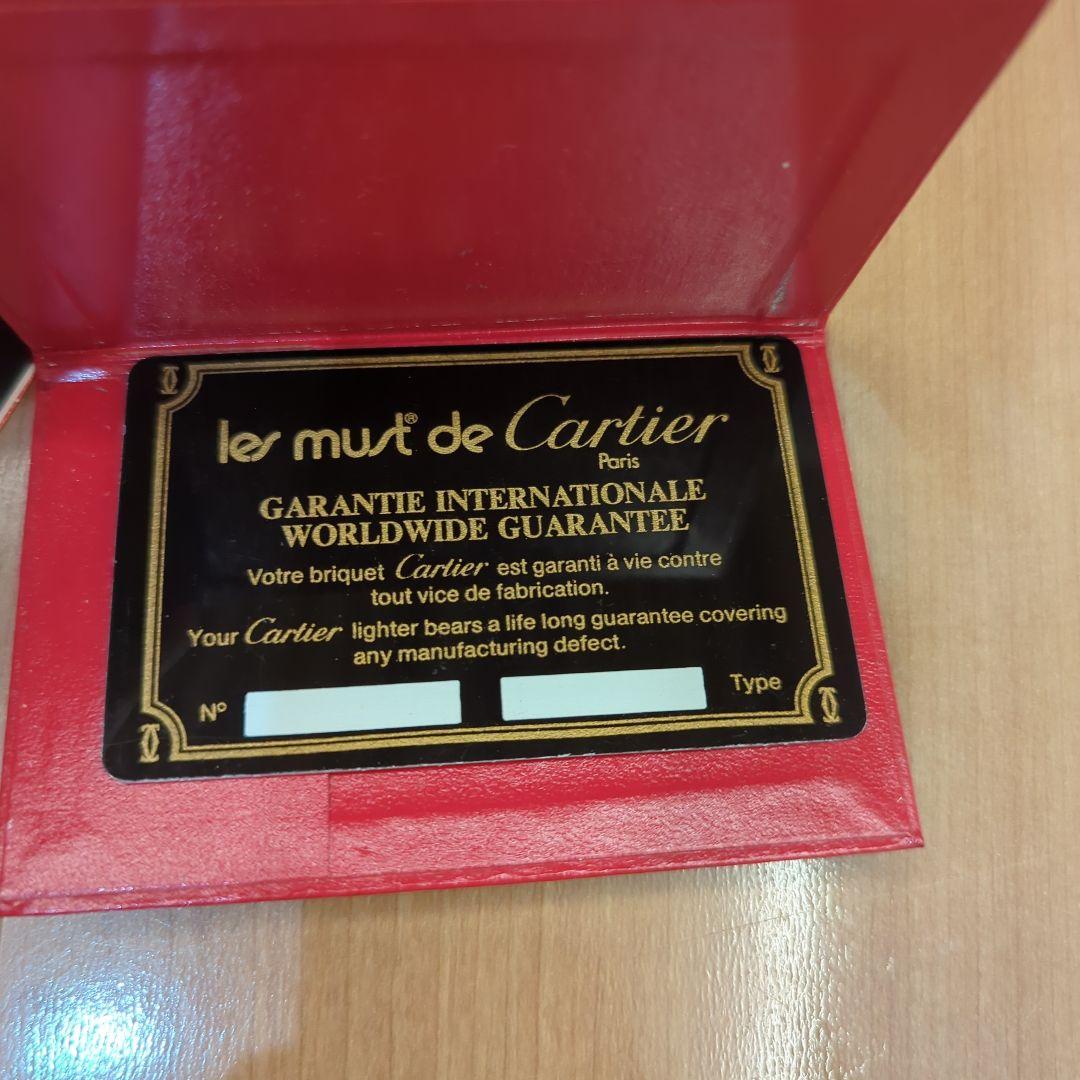 les must® de Cartier
Paris
GARANTIE INTERNATIONALE
WORLDWIDE GUARANTEE
Votre briquet Cartier est garanti à vie contre
tout vice de fabrication.
Your Cartier lighter bears a life long guarantee covering
any manufacturing defect.
Nº Type